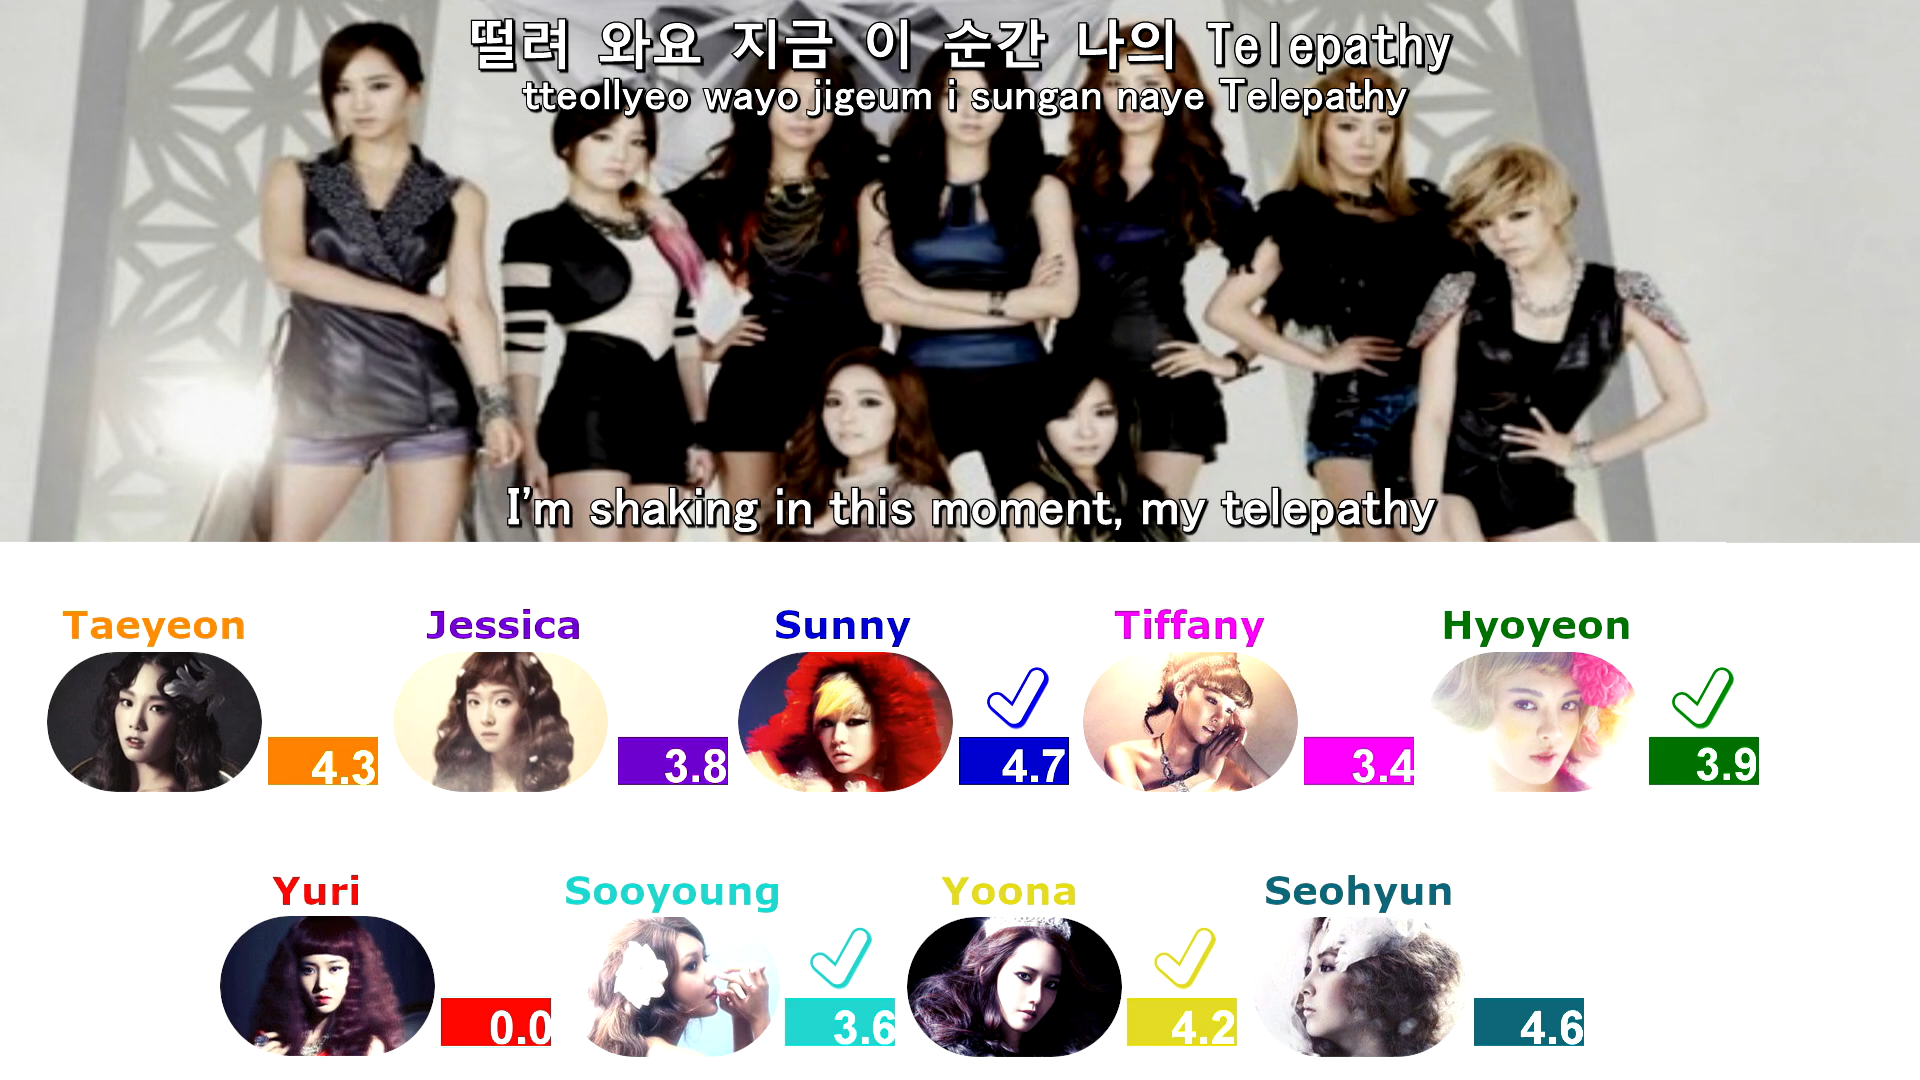 떨려 와요 지금 이 순간 나의 Telepathy
tteollyeo wayo jigeum i sungan naye Telepathy
I'm shaking in this moment, my telepathy
Taeyeon
4.3
Jessica
3.8
Sunny
4.7
Tiffany
3.4
Hyoyeon
3.9
Yuri
0.0
Sooyoung
3.6
Yoona
4.2
Seohyun
4.6